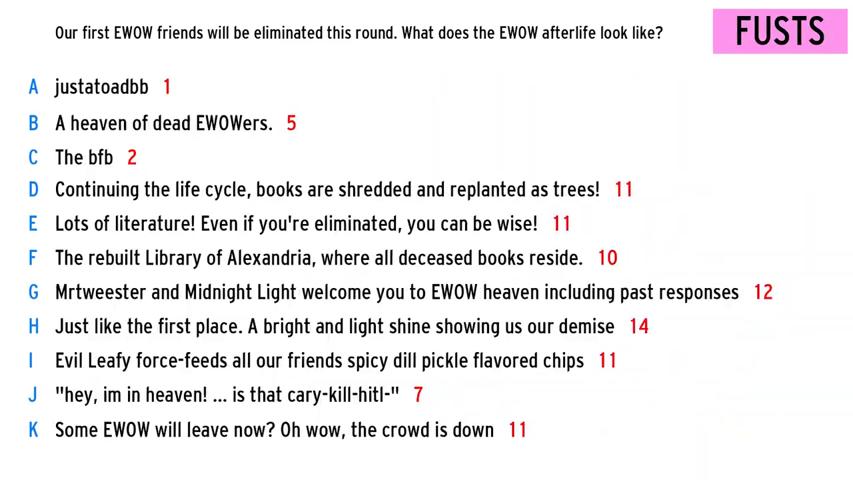 Our first EWOW friends will be eliminated this round. What does the EWOW afterlife look like?
FUSTS
A justatoadbb 1
B A heaven of dead EWOWers. 5
C The bfb 2
D Continuing the life cycle, books are shredded and replanted as trees! 11
E Lots of literature! Even if you're eliminated, you can be wise! 11
F The rebuilt Library of Alexandria, where all deceased books reside. 10
G Mrtweester and Midnight Light welcome you to EWOW heaven including past responses 12
H Just like the first place. A bright and light shine showing us our demise 14
I Evil Leafy force-feeds all our friends spicy dill pickle flavored chips 11
J "hey, im in heaven! ... is that cary-kill-hitl-" 7
K Some EWOW will leave now? Oh wow, the crowd is down 11